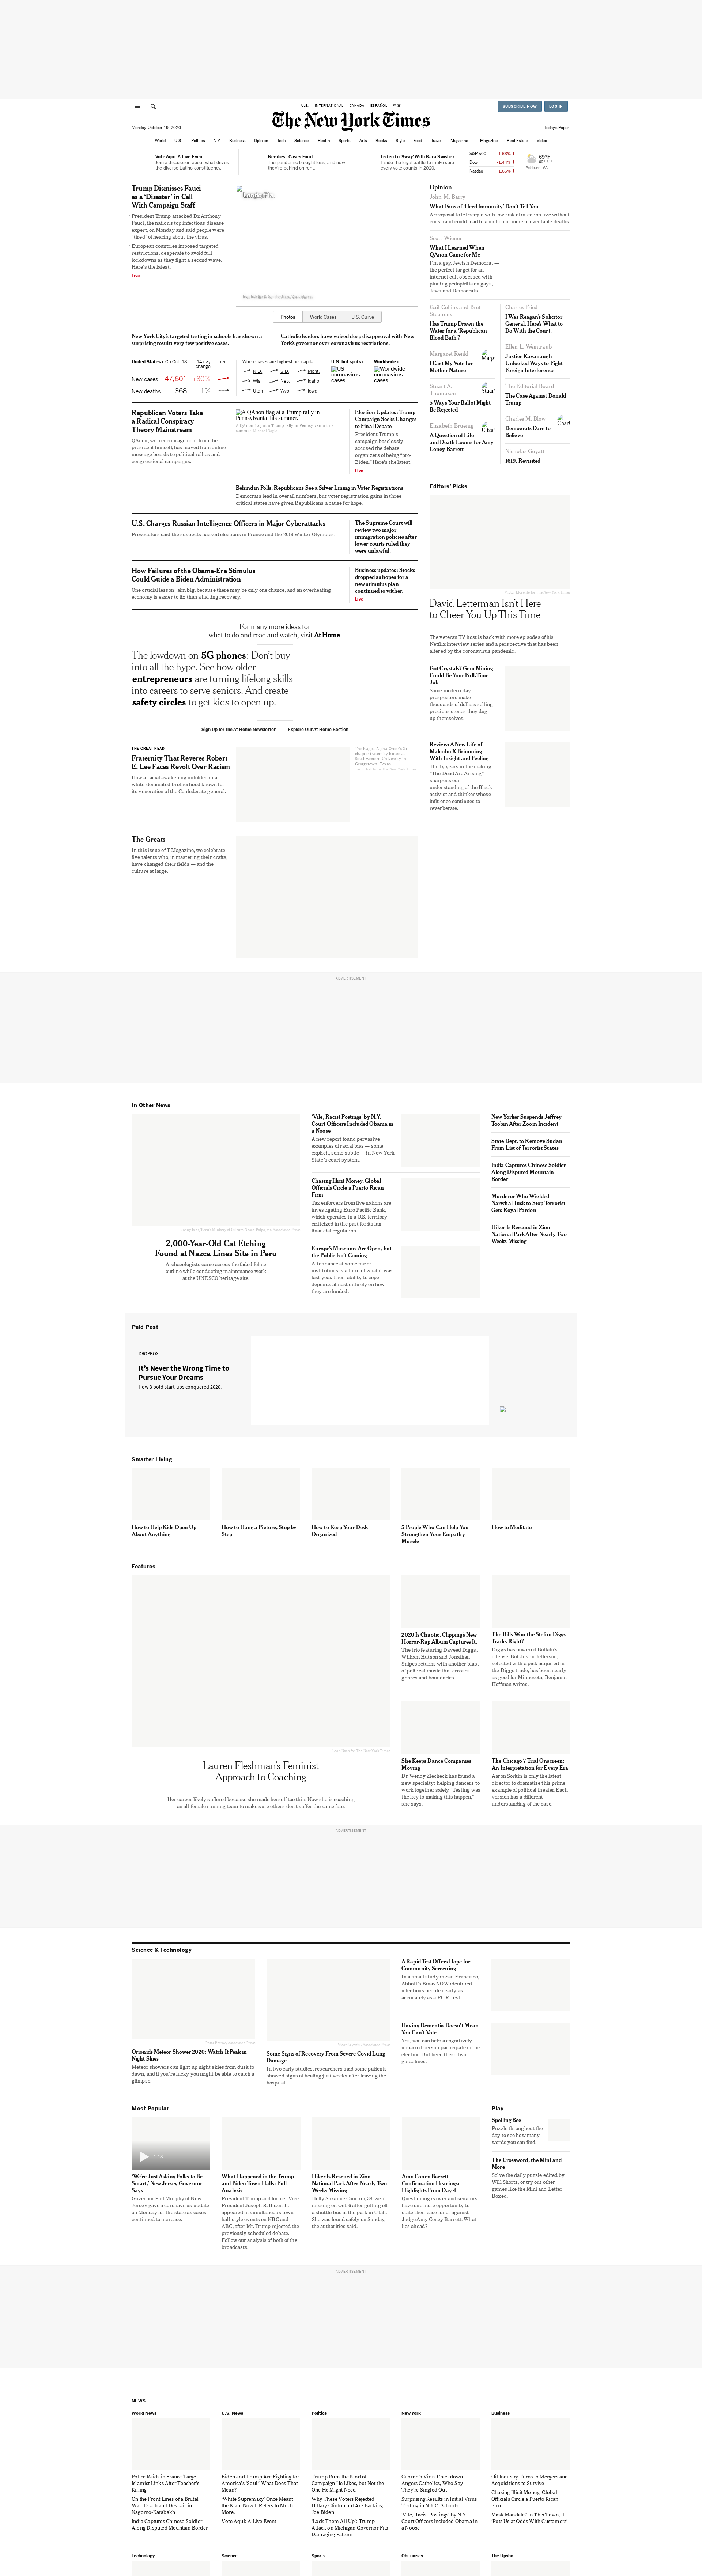 U.S. INTERNATIONAL CANADA ESPAÑOL 中文
SUBSCRIBE NOW LOG IN
The New York Times
Monday, October 19, 2020
Today's Paper
World U.S. Politics N.Y. Business Opinion Tech Science Health Sports Arts Books Style Food Travel Magazine T Magazine Real Estate Video
Vote Aqui: A Live Event
Join a discussion about what drives
the diverse Latino constituency.
Neediest Cases Fund
The pandemic brought loss, and now
they're behind on rent.
Listen to 'Sway' With Kara Swisher
Inside the legal battle to make sure
every vote counts in 2020.
S&P 500 -1.63% ↓
Dow -1.44% ↓
Nasdaq -1.65% ↓
69°F
Ashburn, VA
Trump Dismisses Fauci
as a 'Disaster' in Call
With Campaign Staff
• President Trump attacked Dr. Anthony
Fauci, the nation's top infectious disease
expert, on Monday and said people were
"tired" of hearing about the virus.
• European countries imposed targeted
restrictions, desperate to avoid full
lockdowns as they fight a second wave.
Here's the latest.
Live
Photos World Cases U.S. Curve
New York City's targeted testing in schools has shown a
surprising result: very few positive cases.
Catholic leaders have voiced deep disapproval with New
York's governor over coronavirus restrictions.
United States › On Oct. 18 14-day
change Trend
New cases 47,601 +30%
New deaths 368 –1%
Where cases are highest per capita
N.D. S.D. Mont.
Wis. Neb. Idaho
Utah Wyo. Iowa
U.S. hot spots ›
US
coronavirus
cases
Worldwide ›
Worldwide
coronavirus
cases
Republican Voters Take
a Radical Conspiracy
Theory Mainstream
QAnon, with encouragement from the
president himself, has moved from online
message boards to political rallies and
congressional campaigns.
A QAnon flag at a Trump rally in
Pennsylvania this summer.
A QAnon flag at a Trump rally in Pennsylvania this
summer.
Election Updates: Trump
Campaign Seeks Changes
to Final Debate
President Trump's
campaign baselessly
accused the debate
organizers of being "pro-
Biden." Here's the latest.
Live
Behind in Polls, Republicans See a Silver Lining in Voter Registrations
Democrats lead in overall numbers, but voter registration gains in three
critical states have given Republicans a cause for hope.
U.S. Charges Russian Intelligence Officers in Major Cyberattacks
Prosecutors said the suspects hacked elections in France and the 2018 Winter Olympics.
The Supreme Court will
review two major
immigration policies after
lower courts ruled they
were unlawful.
How Failures of the Obama-Era Stimulus
Could Guide a Biden Administration
One crucial lesson: aim big, because there may be only one chance, and an overheating
economy is easier to fix than a halting recovery.
Business updates: Stocks
dropped as hopes for a
new stimulus plan
continued to wither.
Live
For many more ideas for
what to do and read and watch, visit At Home.
The lowdown on 5G phones: Don't buy
into all the hype. See how older
entrepreneurs are turning lifelong skills
into careers to serve seniors. And create
safety circles to get kids to open up.
Sign Up for the At Home Newsletter Explore Our At Home Section
THE GREAT READ
Fraternity That Reveres Robert
E. Lee Faces Revolt Over Racism
How a racial awakening unfolded in a
white-dominated brotherhood known for
its veneration of the Confederate general.
The Kappa Alpha Order's Xi
chapter fraternity house at
Southwestern University in
Georgetown, Texas.
The Greats
In this issue of T Magazine, we celebrate
five talents who, in mastering their crafts,
have changed their fields — and the
culture at large.
Opinion
John M. Barry
What Fans of 'Herd Immunity' Don't Tell You
A proposal to let people with low risk of infection live without
constraint could lead to a million or more preventable deaths.
Scott Wiener
What I Learned When
QAnon Came for Me
I'm a gay, Jewish Democrat —
the perfect target for an
internet cult obsessed with
pinning pedophilia on gays,
Jews and Democrats.
Gail Collins and Bret
Stephens
Has Trump Drawn the
Water for a 'Republican
Blood Bath'?
Margaret Renkl
I Cast My Vote for
Mother Nature
Stuart A.
Thompson
5 Ways Your Ballot Might
Be Rejected
Elizabeth Bruenig
A Question of Life
and Death Looms for Amy
Coney Barrett
Charles Fried
I Was Reagan's Solicitor
General. Here's What to
Do With the Court.
Ellen L. Weintraub
Justice Kavanaugh
Unlocked Ways to Fight
Foreign Interference
The Editorial Board
The Case Against Donald
Trump
Charles M. Blow
Democrats Dare to
Believe
Nicholas Guyatt
1619, Revisited
Editors' Picks
David Letterman Isn't Here
to Cheer You Up This Time
The veteran TV host is back with more episodes of his
Netflix interview series and a perspective that has been
altered by the coronavirus pandemic.
Got Crystals? Gem Mining
Could Be Your Full-Time
Job
Some modern-day
prospectors make
thousands of dollars selling
precious stones they dug
up themselves.
Review: A New Life of
Malcolm X Brimming
With Insight and Feeling
Thirty years in the making,
"The Dead Are Arising"
sharpens our
understanding of the Black
activist and thinker whose
influence continues to
reverberate.
ADVERTISEMENT
In Other News
2,000-Year-Old Cat Etching
Found at Nazca Lines Site in Peru
Archaeologists came across the faded feline
outline while conducting maintenance work
at the UNESCO heritage site.
'Vile, Racist Postings' by N.Y.
Court Officers Included Obama in
a Noose
A new report found pervasive
examples of racial bias — some
explicit, some subtle — in New York
State's court system.
Chasing Illicit Money, Global
Officials Circle a Puerto Rican
Firm
Tax enforcers from five nations are
investigating Euro Pacific Bank,
which operates in a U.S. territory
criticized in the past for its lax
financial regulation.
Europe's Museums Are Open, but
the Public Isn't Coming
Attendance at some major
institutions is a third of what it was
last year. Their ability to cope
depends almost entirely on how
they are funded.
New Yorker Suspends Jeffrey
Toobin After Zoom Incident
State Dept. to Remove Sudan
From List of Terrorist States
India Captures Chinese Soldier
Along Disputed Mountain
Border
Murderer Who Wielded
Narwhal Tusk to Stop Terrorist
Gets Royal Pardon
Hiker Is Rescued in Zion
National Park After Nearly Two
Weeks Missing
Paid Post
DROPBOX
It's Never the Wrong Time to
Pursue Your Dreams
How 3 bold start-ups conquered 2020.
Smarter Living
How to Help Kids Open Up
About Anything
How to Hang a Picture, Step by
Step
How to Keep Your Desk
Organized
5 People Who Can Help You
Strengthen Your Empathy
Muscle
How to Meditate
Features
Lauren Fleshman's Feminist
Approach to Coaching
Her career likely suffered because she made herself too thin. Now she is coaching
an all-female running team to make sure others don't suffer the same fate.
2020 Is Chaotic. Clipping's New
Horror-Rap Album Captures It.
The trio featuring Daveed Diggs,
William Hutson and Jonathan
Snipes returns with another blast
of political music that crosses
genres and boundaries.
The Bills Won the Stefon Diggs
Trade. Right?
Diggs has powered Buffalo's
offense. But Justin Jefferson,
selected with a pick acquired in
the Diggs trade, has been nearly
as good for Minnesota, Benjamin
Hoffman writes.
She Keeps Dance Companies
Moving
Dr. Wendy Ziecheck has found a
new specialty: helping dancers to
work together safely. "Testing was
the key to making this happen,"
she says.
The Chicago 7 Trial Onscreen:
An Interpretation for Every Era
Aaron Sorkin is only the latest
director to dramatize this prime
example of political theater. Each
version has a different
understanding of the case.
ADVERTISEMENT
Science & Technology
Orionids Meteor Shower 2020: Watch It Peak in
Night Skies
Meteor showers can light up night skies from dusk to
dawn, and if you're lucky you might be able to catch a
glimpse.
Some Signs of Recovery From Severe Covid Lung
Damage
In two early studies, researchers said some patients
showed signs of healing just weeks after leaving the
hospital.
A Rapid Test Offers Hope for
Community Screening
In a small study in San Francisco,
Abbott's BinaxNOW identified
infectious people nearly as
accurately as a P.C.R. test.
Having Dementia Doesn't Mean
You Can't Vote
Yes, you can help a cognitively
impaired person participate in the
election. But heed these two
guidelines.
Most Popular
'We're Just Asking Folks to Be
Smart,' New Jersey Governor
Says
Governor Phil Murphy of New
Jersey gave a coronavirus update
on Monday for the state as cases
continued to increase.
What Happened in the Trump
and Biden Town Halls: Full
Analysis
President Trump and former Vice
President Joseph R. Biden Jr.
appeared in simultaneous town-
hall-style events on NBC and
ABC, after Mr. Trump rejected the
previously scheduled debate.
Follow our analysis of both of the
broadcasts.
Hiker Is Rescued in Zion
National Park After Nearly Two
Weeks Missing
Holly Suzanne Courtier, 38, went
missing on Oct. 6 after getting off
a shuttle bus at the park in Utah.
She was found safely on Sunday,
the authorities said.
Amy Coney Barrett
Confirmation Hearings:
Highlights From Day 4
Questioning is over and senators
have one more opportunity to
state their case for or against
Judge Amy Coney Barrett. What
lies ahead?
Play
Spelling Bee
Puzzle throughout the
day to see how many
words you can find.
The Crossword, the Mini and
More
Solve the daily puzzle edited by
Will Shortz, or try out other
games like the Mini and Letter
Boxed.
ADVERTISEMENT
NEWS
World News
Police Raids in France Target
Islamist Links After Teacher's
Killing
On the Front Lines of a Brutal
War: Death and Despair in
Nagorno-Karabakh
India Captures Chinese Soldier
Along Disputed Mountain Border
U.S. News
Biden and Trump Are Fighting for
America's 'Soul.' What Does That
Mean?
'White Supremacy' Once Meant
the Klan. Now It Refers to Much
More.
Vote Aqui: A Live Event
Politics
Trump Runs the Kind of
Campaign He Likes, but Not the
One He Might Need
Why These Voters Rejected
Hillary Clinton but Are Backing
Joe Biden
'Lock Them All Up': Trump
Attack on Michigan Governor Fits
Damaging Pattern
New York
Cuomo's Virus Crackdown
Angers Catholics, Who Say
They're Singled Out
Surprising Results in Initial Virus
Testing in N.Y.C. Schools
'Vile, Racist Postings' by N.Y.
Court Officers Included Obama in
a Noose
Business
Oil Industry Turns to Mergers and
Acquisitions to Survive
Chasing Illicit Money, Global
Officials Circle a Puerto Rican
Firm
Mask Mandate? In This Town, It
'Puts Us at Odds With Customers'
Technology Science Sports Obituaries The Upshot